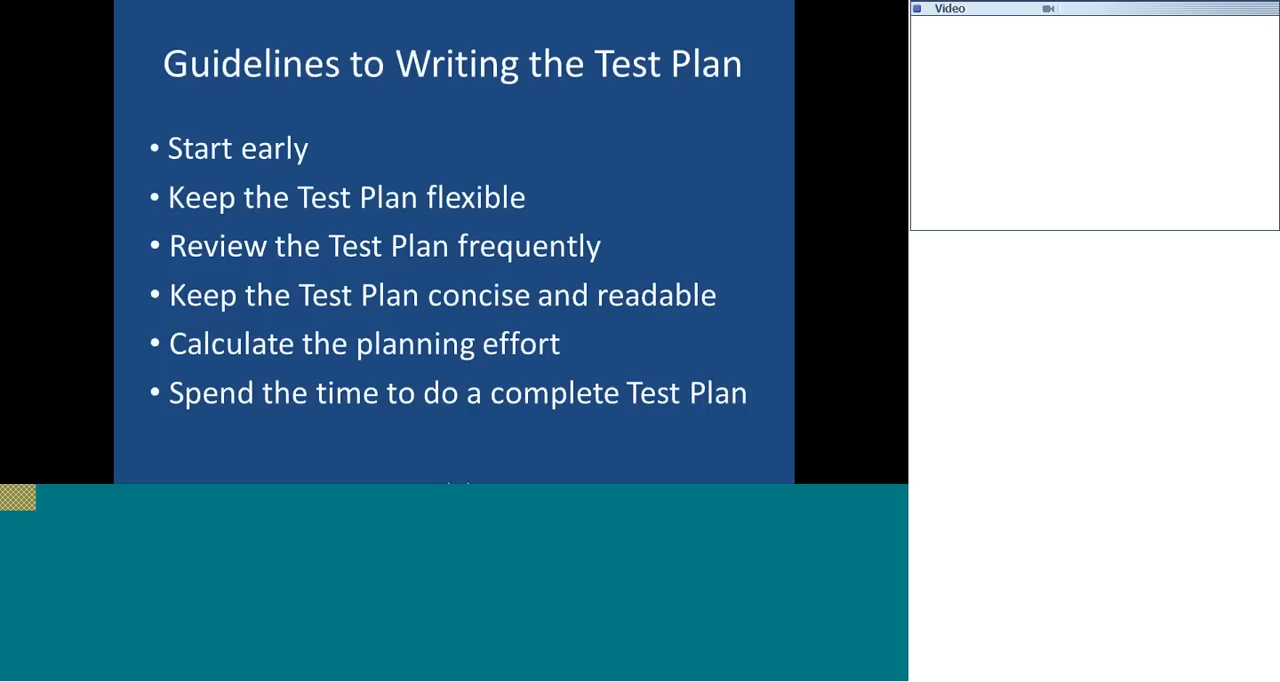 Guidelines to Writing the Test Plan
• Start early
• Keep the Test Plan flexible
• Review the Test Plan frequently
• Keep the Test Plan concise and readable
• Calculate the planning effort
• Spend the time to do a complete Test Plan
Video